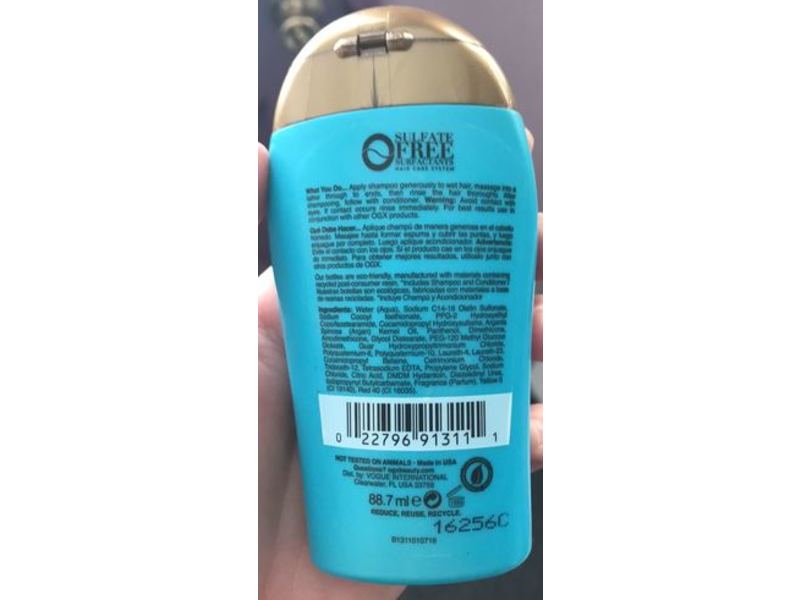 SULFATE
FREE
SURFACTANTS
HAIR CARE SYSTEM
What You Do... Apply shampoo generously to wet hair, massage into a
lather through to ends, then rinse the hair thoroughly. After
shampooing, follow with conditioner. Warning: Avoid contact with
eyes. If contact occurs rinse immediately. For best results use in
conjunction with other OGX products.
Qué Debe Hacer... Aplique champú de manera generosa en el cabello
húmedo. Masajee hasta formar espuma y cubrir las puntas, y luego
enjuague por completo. Luego aplique acondicionador. Advertencia:
Evite el contacto con los ojos. Si el producto cae en los ojos enjuague
de inmediato. Para obtener mejores resultados, utilícelo junto con
otros productos de OGX.
Our bottles are eco-friendly, manufactured with materials containing
recycled post-consumer resin. *Includes Shampoo and Conditioner/
Nuestras botellas son ecológicas, fabricadas con materiales a base
de resinas recicladas. *Incluye Champú y Acondicionador
Ingredients: Water (Aqua), Sodium C14-16 Olefin Sulfonate,
Sodium Cocoyl Isethionate, PPG-2 Hydroxyethyl
Coco/Isostearamide, Cocamidopropyl Hydroxysultaine, Argania
Spinosa (Argan) Kernel Oil, Panthenol, Dimethicone,
Amodimethicone, Glycol Distearate, PEG-120 Methyl Glucose
Dioleate, Guar Hydroxypropyltrimonium Chloride,
Polyquaternium-6, Polyquaternium-10, Laureth-4, Laureth-23,
Cocamidopropyl Betaine, Cetrimonium Chloride,
Trideceth-12, Tetrasodium EDTA, Propylene Glycol, Sodium
Chloride, Citric Acid, DMDM Hydantoin, Diazolidinyl Urea,
Iodopropynyl Butylcarbamate, Fragrance (Parfum), Yellow 5
(CI 19140), Red 40 (CI 16035).
0 22796 91311 1
NOT TESTED ON ANIMALS • Made in USA
Questions? ogxbeauty.com
Dist. by: VOGUE INTERNATIONAL
Clearwater, FL USA 33759
88.7 ml e
REDUCE, REUSE, RECYCLE.
16256C